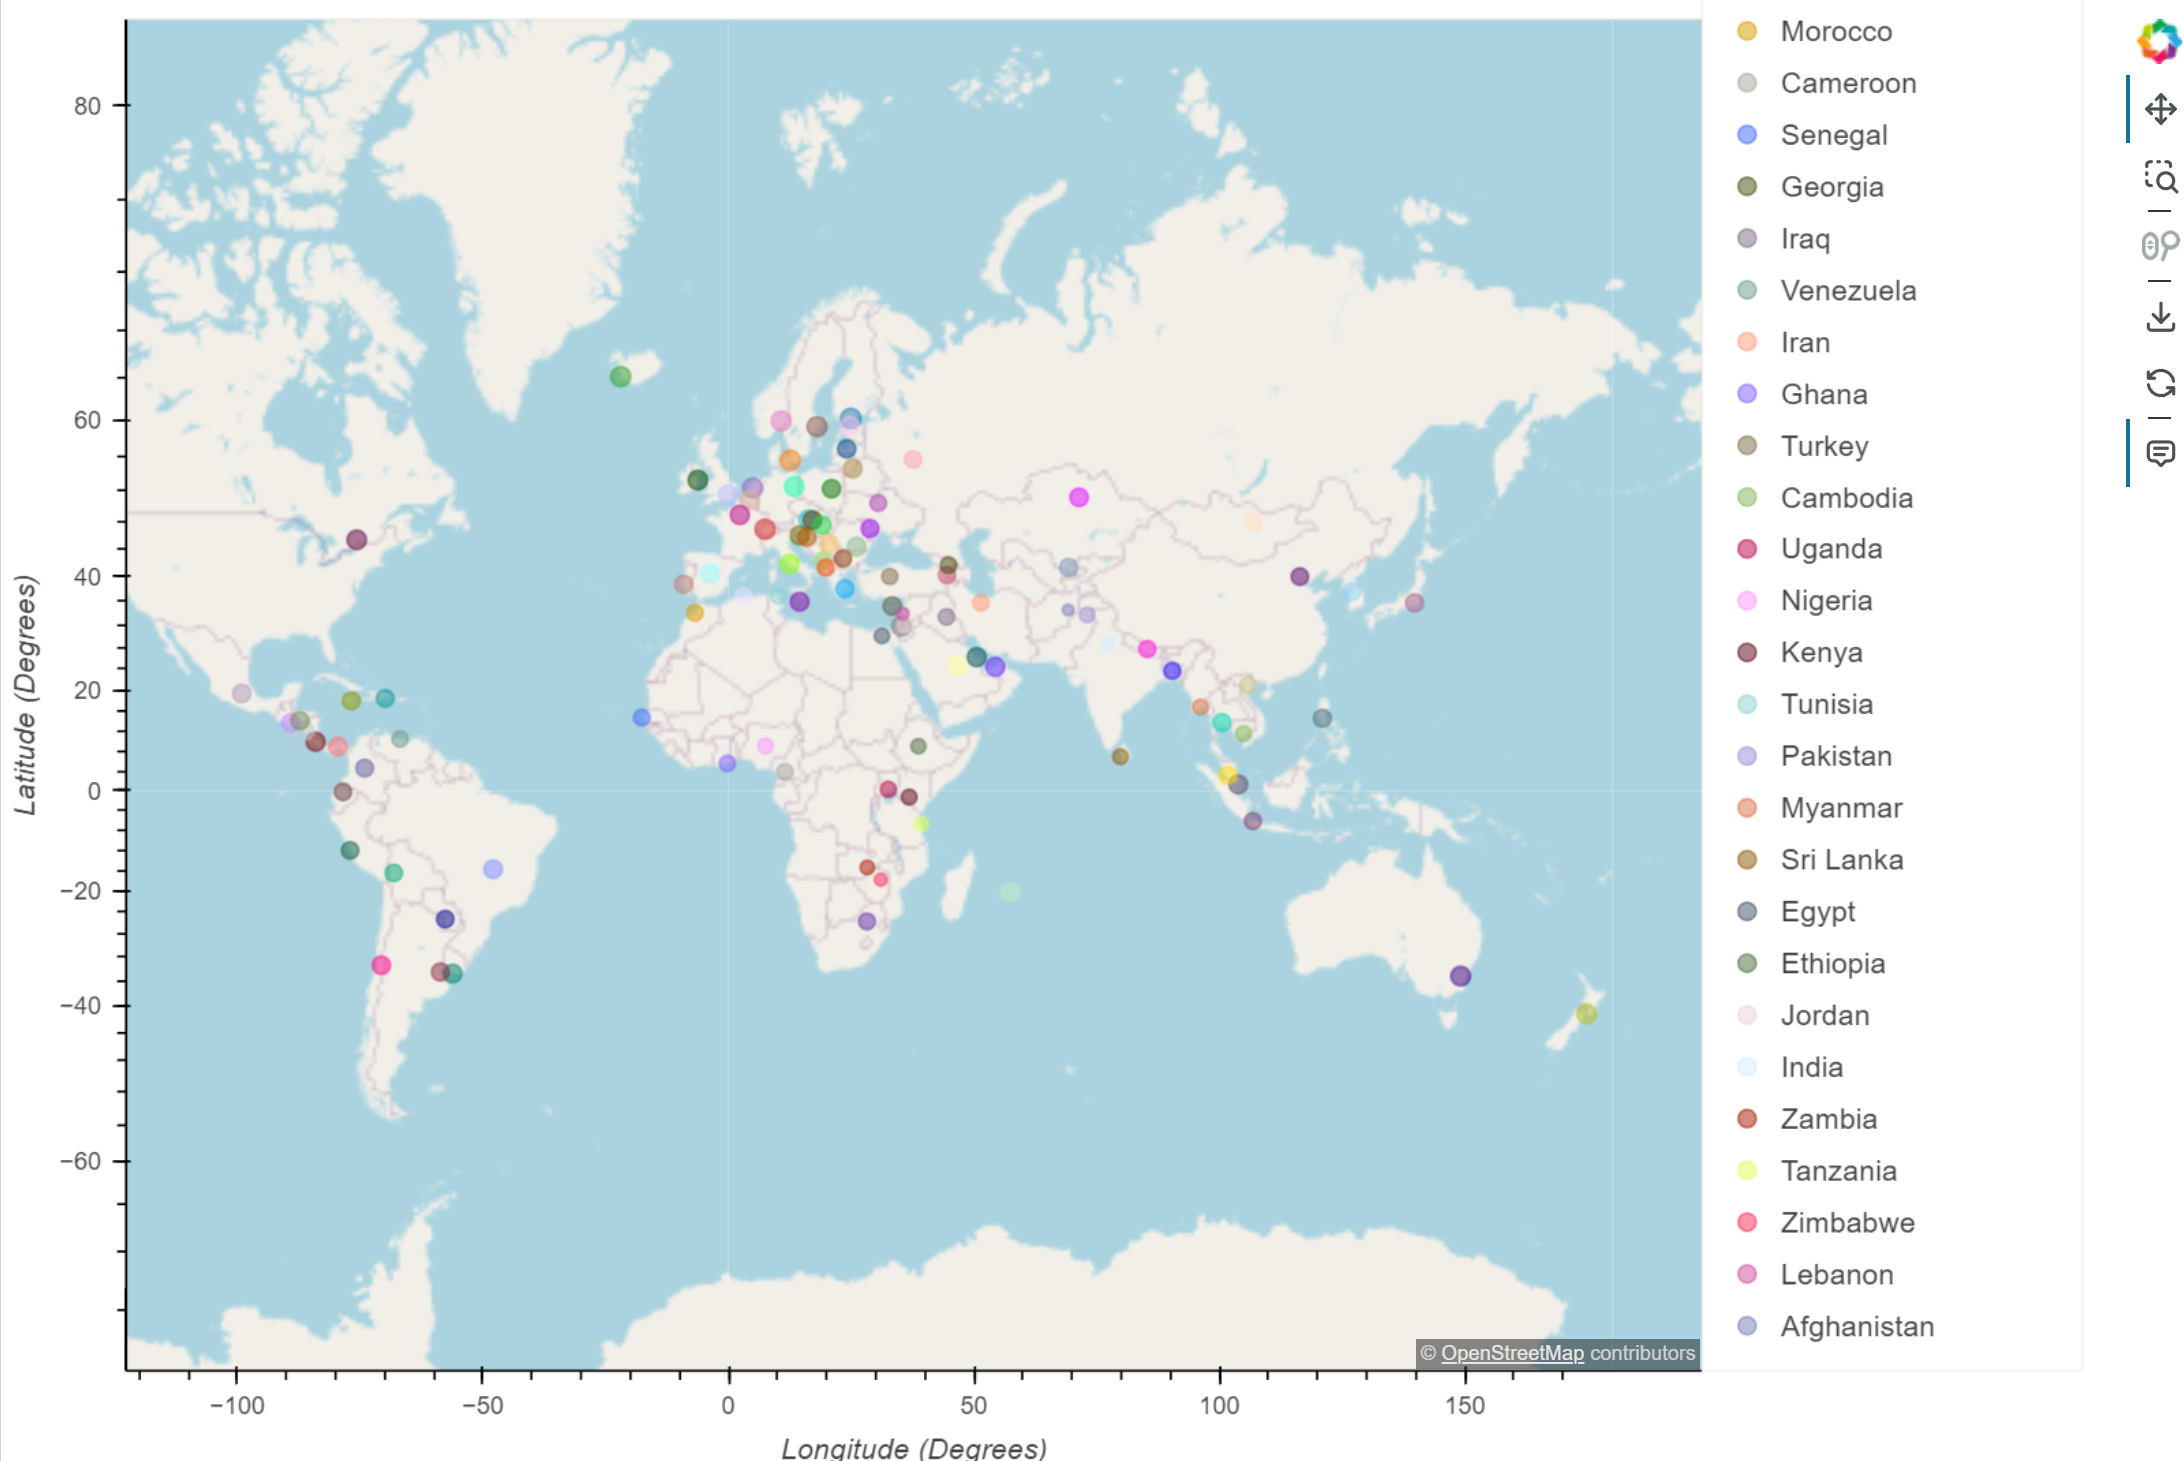 80
60
40
20
0
−20
−40
−60
Latitude (Degrees)
−100
−50
0
50
100
150
Longitude (Degrees)
© OpenStreetMap contributors
Morocco
Cameroon
Senegal
Georgia
Iraq
Venezuela
Iran
Ghana
Turkey
Cambodia
Uganda
Nigeria
Kenya
Tunisia
Pakistan
Myanmar
Sri Lanka
Egypt
Ethiopia
Jordan
India
Zambia
Tanzania
Zimbabwe
Lebanon
Afghanistan